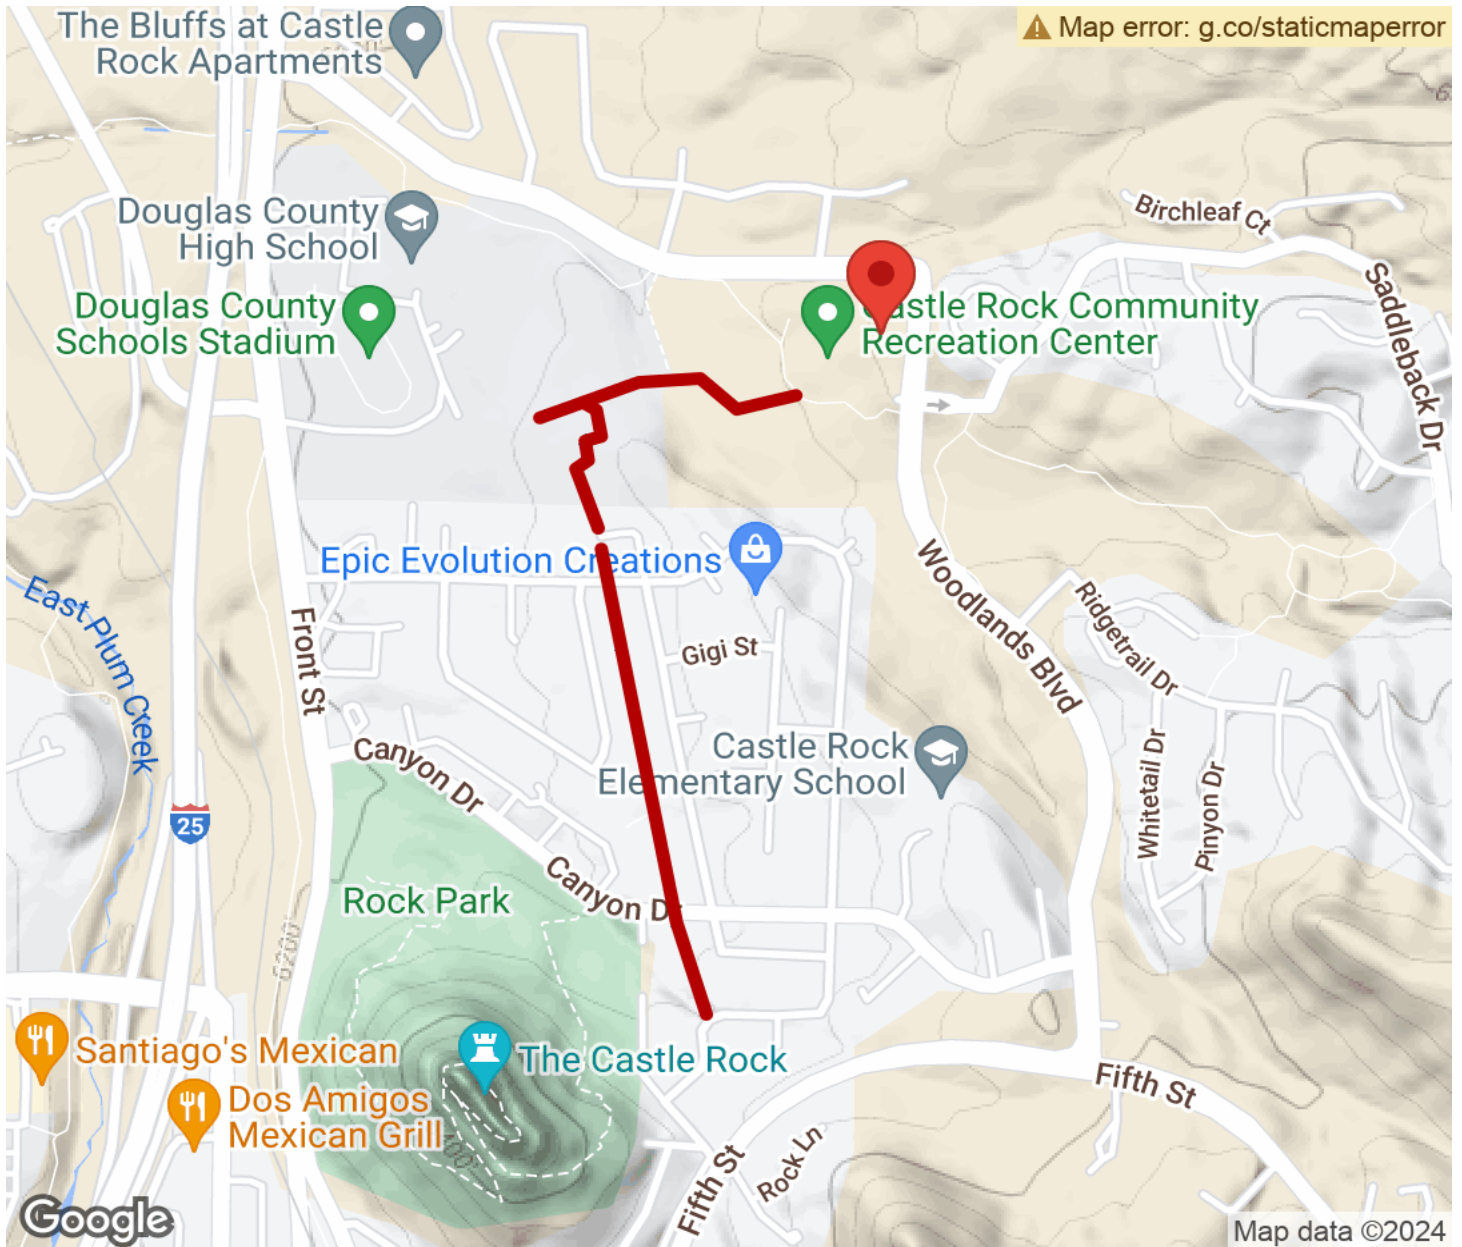 The Bluffs at Castle
Rock Apartments
Map error: g.co/staticmaperror
Birchleaf Ct
Douglas County
High School
Saddleback Dr
Douglas County
Schools Stadium
Castle Rock Community
Recreation Center
Epic Evolution Creations
East Plum Creek
Front St
Woodlands Blvd
Ridgetrail Dr
Gigi St
Canyon Dr
Castle Rock
Elementary School
Whitetail Dr
Pinyon Dr
25
Canyon Dr
Rock Park
6200'
Santiago's Mexican
The Castle Rock
Dos Amigos
Mexican Grill
Fifth St
Fifth St
Rock Ln
Google
Map data ©2024